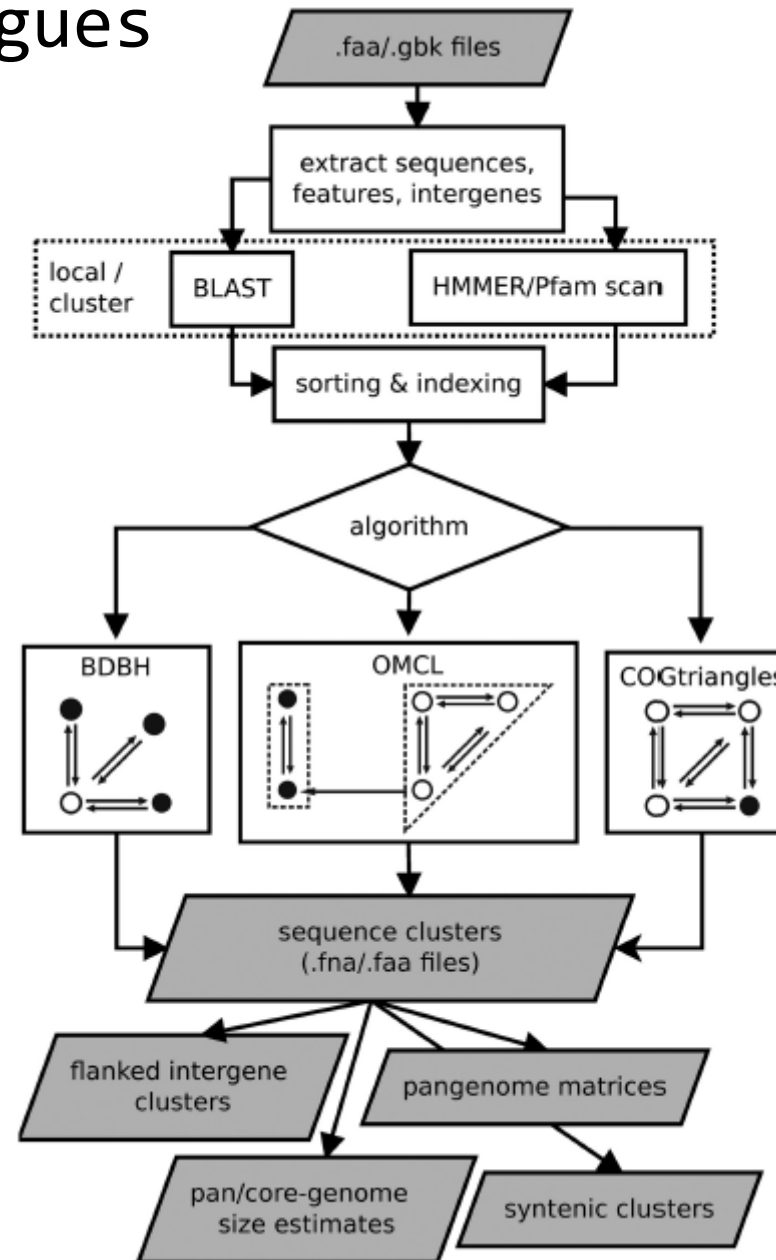 gues
.faa/.gbk files
extract sequences,
features, intergenes
local /
cluster
BLAST
HMMER/Pfam scan
sorting & indexing
algorithm
BDBH
OMCL
COGtriangles
sequence clusters
(.fna/.faa files)
flanked intergene
clusters
pangenome matrices
pan/core-genome
size estimates
syntenic clusters